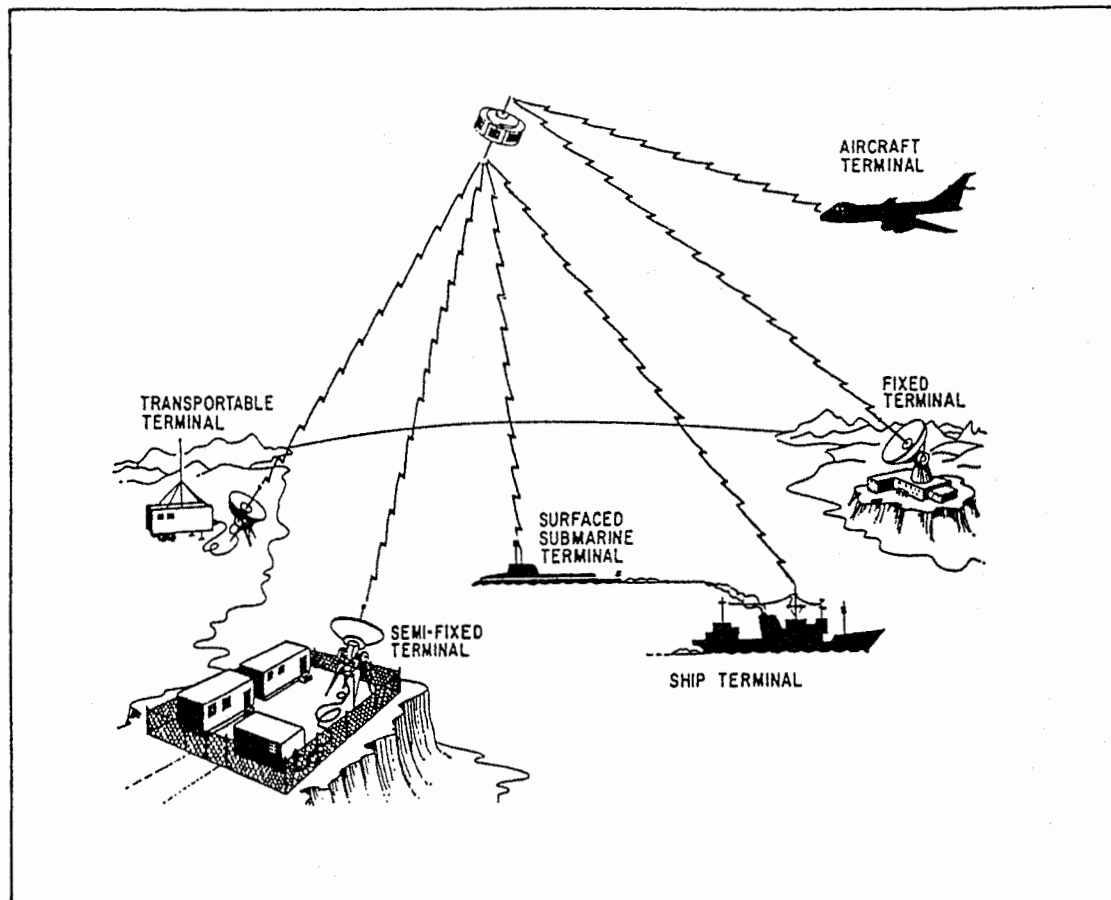 AIRCRAFT
TERMINAL
FIXED
TERMINAL
TRANSPORTABLE
TERMINAL
SURFACED
SUBMARINE
TERMINAL
SEMI-FIXED
TERMINAL
SHIP TERMINAL